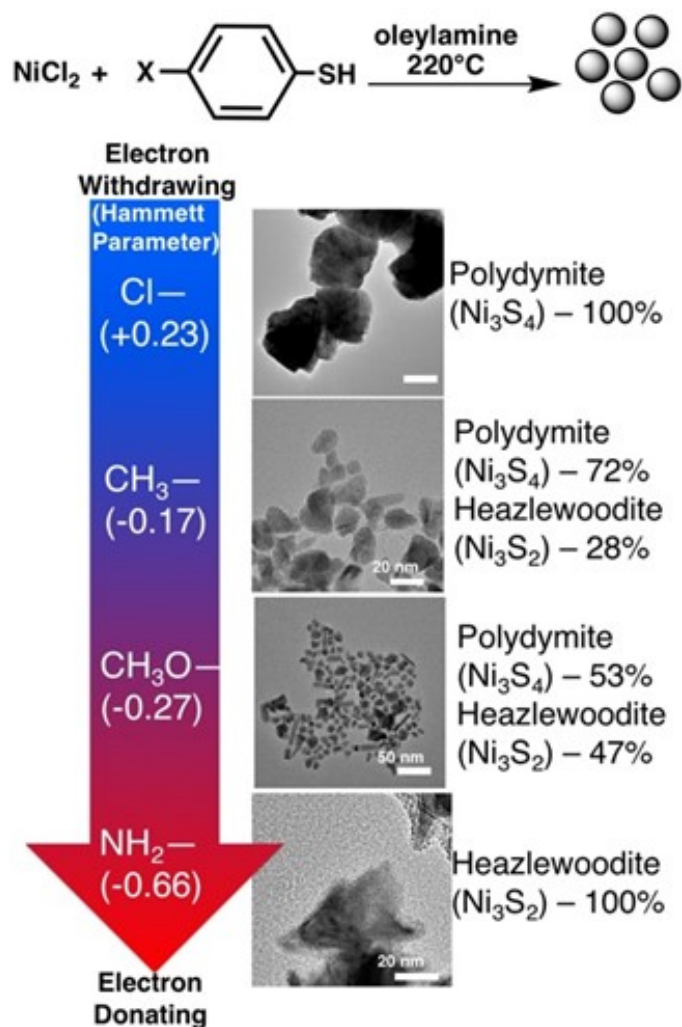 NiCl₂ + X SH oleylamine
220°C
Electron
Withdrawing
(Hammett
Parameter)
Cl—
(+0.23)
Polydymite
(Ni₃S₄) – 100%
CH₃—
(-0.17)
Polydymite
(Ni₃S₄) – 72%
Heazlewoodite
(Ni₃S₂) – 28%
20 nm
CH₃O—
(-0.27)
Polydymite
(Ni₃S₄) – 53%
Heazlewoodite
(Ni₃S₂) – 47%
50 nm
NH₂—
(-0.66)
Heazlewoodite
(Ni₃S₂) – 100%
20 nm
Electron
Donating